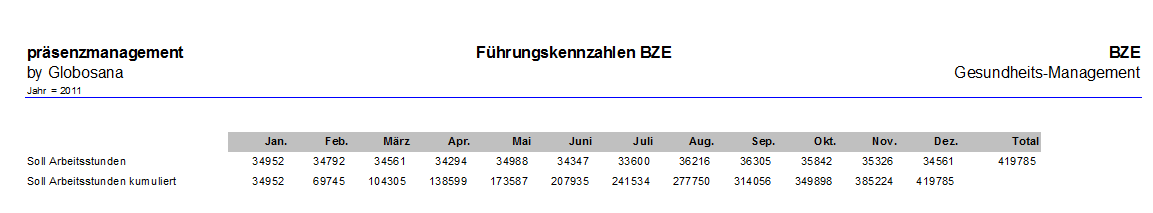 präsenzmanagement Führungskennzahlen BZE BZE
by Globosana Gesundheits-Management
Jahr = 2011
Jan. Feb. März Apr. Mai Juni Juli Aug. Sep. Okt. Nov. Dez. Total
Soll Arbeitsstunden 34952 34792 34561 34294 34988 34347 33600 36216 36305 35842 35326 34561 419785
Soll Arbeitsstunden kumuliert 34952 69745 104305 138599 173587 207935 241534 277750 314056 349898 385224 419785